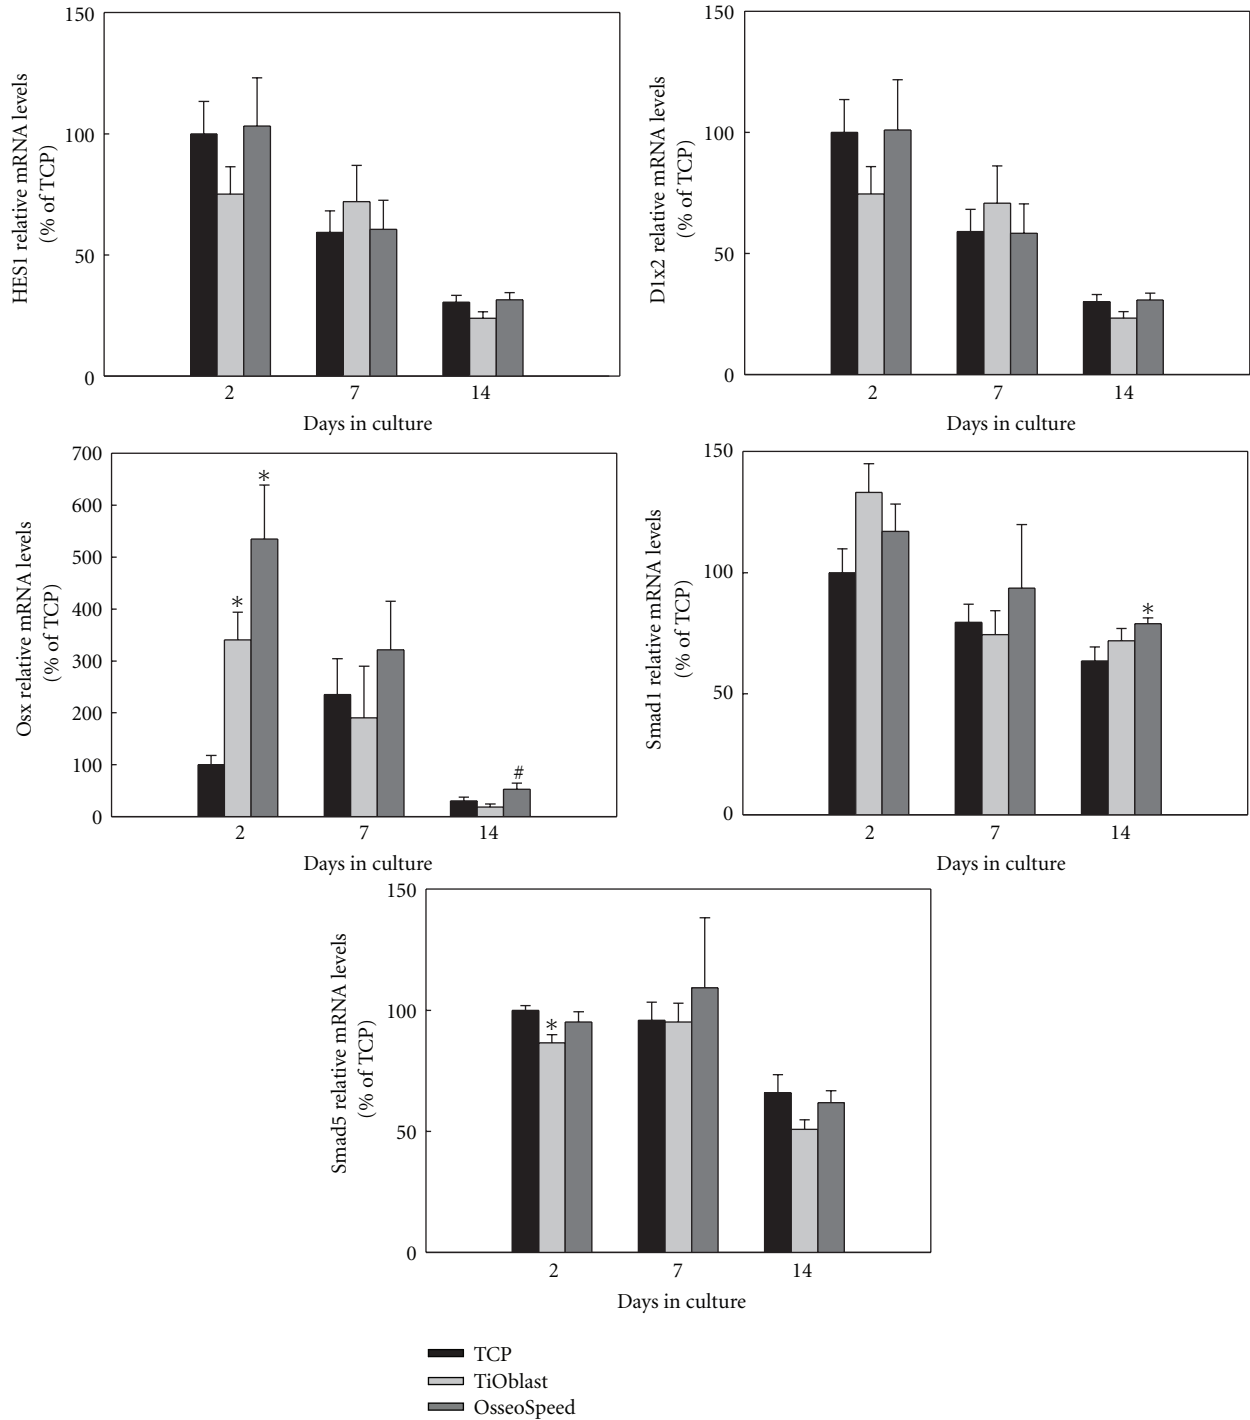 150
100
50
0
HES1 relative mRNA levels
(% of TCP)
2 7 14
Days in culture
150
100
50
0
D1x2 relative mRNA levels
(% of TCP)
2 7 14
Days in culture
700
600
500
400
300
200
100
0
Osx relative mRNA levels
(% of TCP)
*
*
#
2 7 14
Days in culture
150
100
50
0
Smad1 relative mRNA levels
(% of TCP)
*
2 7 14
Days in culture
150
100
50
0
Smad5 relative mRNA levels
(% of TCP)
*
2 7 14
Days in culture
TCP
TiOblast
OsseoSpeed